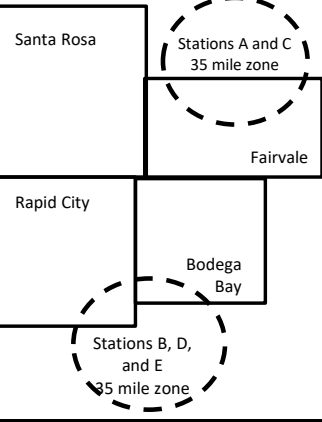 Santa Rosa
Stations A and C
35 mile zone
Fairvale
Rapid City
Bodega
Bay
Stations B, D,
and E
35 mile zone